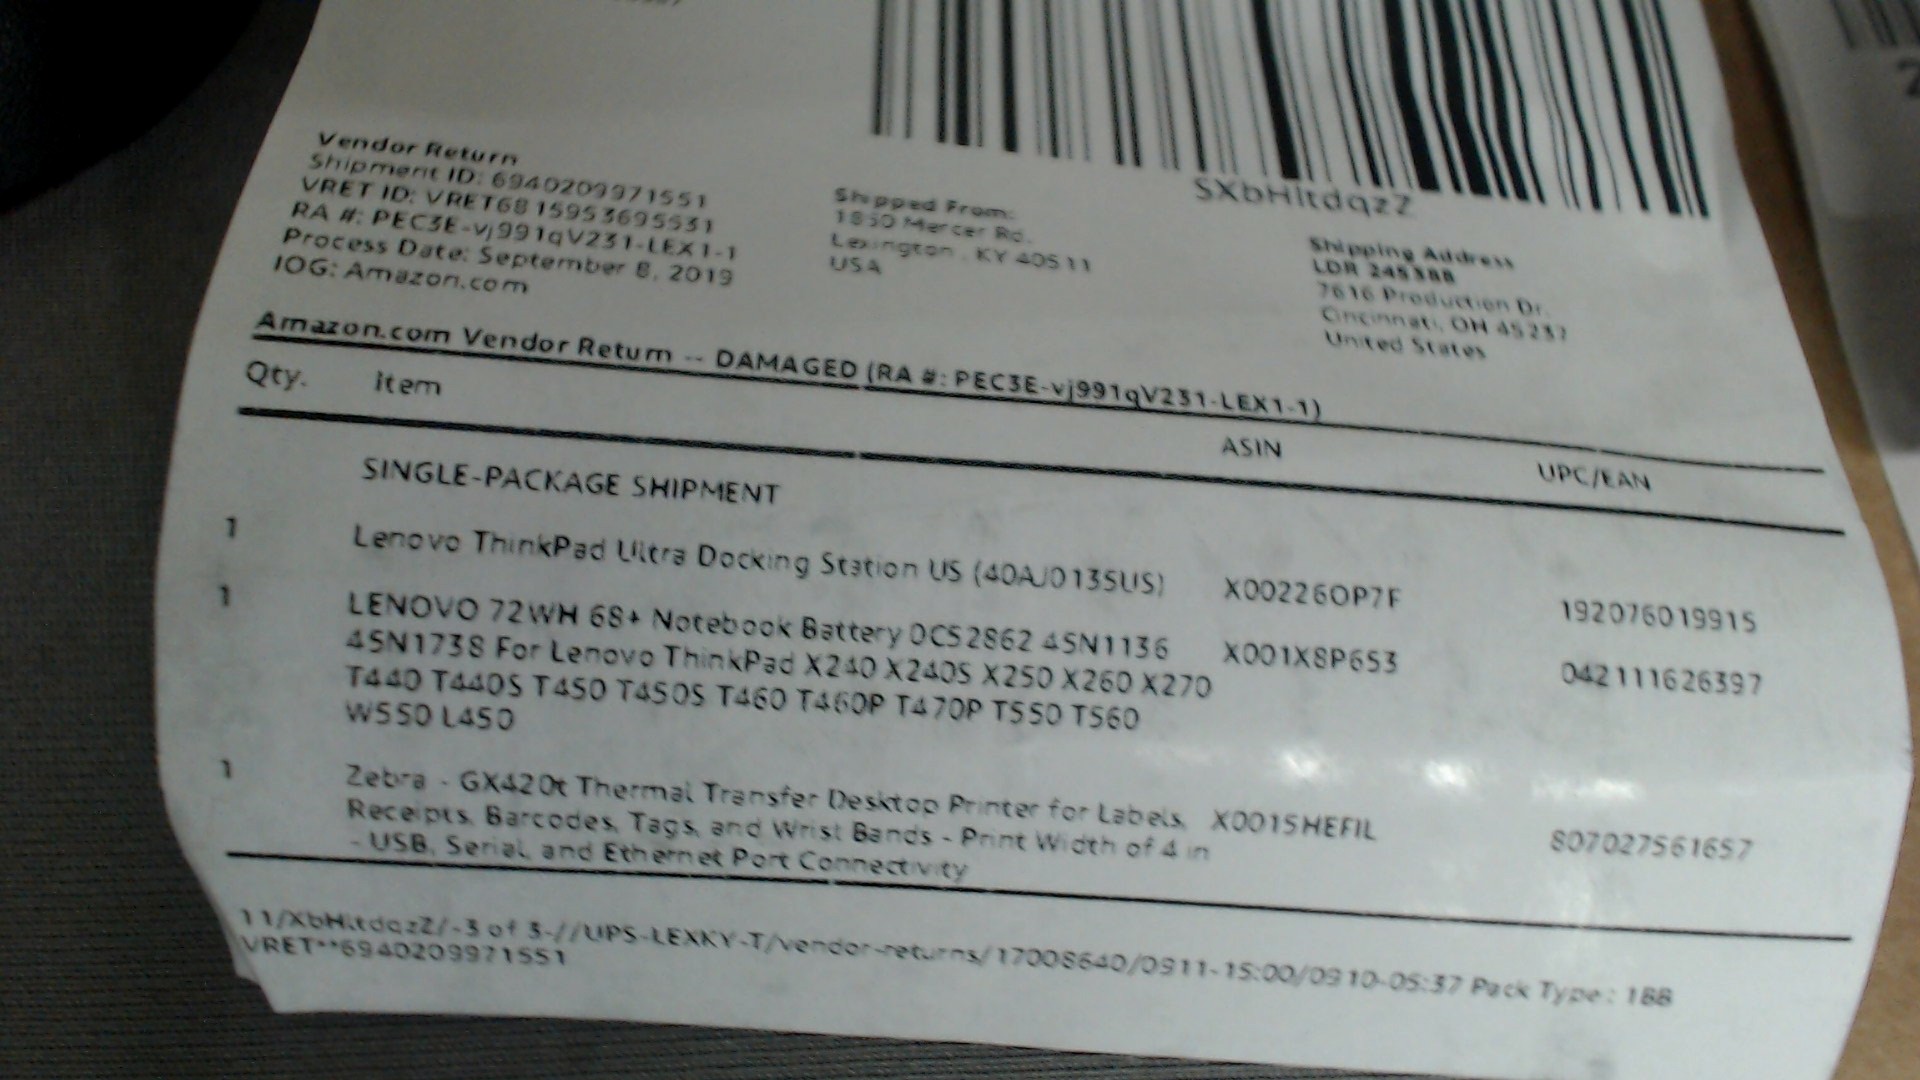 SXbHltdqzZ
Vendor Return
Shipment ID: 6940209971551
VRET ID: VRET6815953695531
RA #: PEC3E-vj991qV231-LEX1-1
Process Date: September 8, 2019
IOG: Amazon.com
Shipped From:
1850 Mercer Rd.
Lexington, KY 40511
USA
Shipping Address
LDR 245388
7616 Production Dr.
Cincinnati, OH 45237
United States
Amazon.com Vendor Return -- DAMAGED (RA #: PEC3E-vj991qV231-LEX1-1)
Qty. Item ASIN UPC/EAN
SINGLE-PACKAGE SHIPMENT
1 Lenovo ThinkPad Ultra Docking Station US (40AJ0135US) X00226OP7F 192076019915
1 LENOVO 72WH 68+ Notebook Battery 0C52862 45N1136 X001X8P653 042111626397
45N1738 For Lenovo ThinkPad X240 X240S X250 X260 X270
T440 T440S T450 T450S T460 T460P T470P T550 T560
W550 L450
1 Zebra - GX420t Thermal Transfer Desktop Printer for Labels, X0015HEFIL 807027561657
Receipts, Barcodes, Tags, and Wrist Bands - Print Width of 4 in
- USB, Serial, and Ethernet Port Connectivity
11/XbHltdqzZ/-3 of 3-//UPS-LEXKY-T/vendor-returns/17008640/0911-15:00/0910-05:37 Pack Type: 1BB
VRET**6940209971551